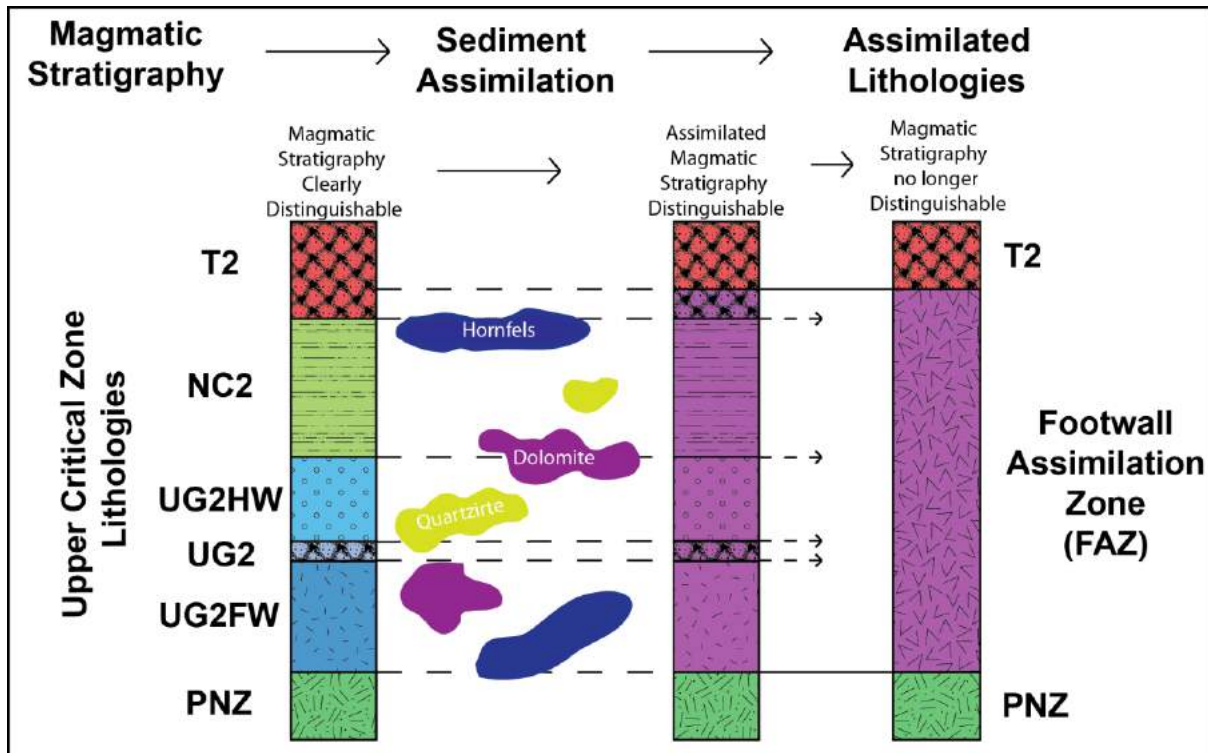 Magmatic
Stratigraphy
Sediment
Assimilation
Assimilated
Lithologies
Magmatic
Stratigraphy
Clearly
Distinguishable
Assimilated
Magmatic
Stratigraphy
Distinguishable
Magmatic
Stratigraphy
no longer
Distinguishable
Upper Critical Zone
Lithologies
T2
NC2
UG2HW
UG2
UG2FW
PNZ
Hornfels
Dolomite
Quartzirte
T2
Footwall
Assimilation
Zone
(FAZ)
PNZ